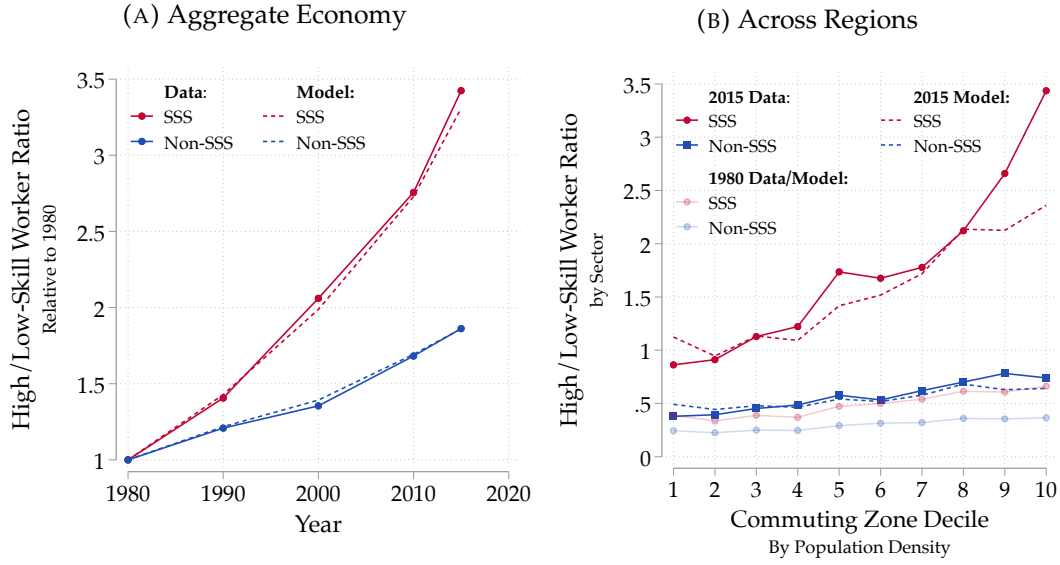 (A) Aggregate Economy
High/Low-Skill Worker Ratio
Relative to 1980
3.5
3
2.5
2
1.5
1
Data:
Model:
SSS
SSS
Non-SSS
Non-SSS
1980
1990
2000
2010
2020
Year
(B) Across Regions
High/Low-Skill Worker Ratio
by Sector
3.5
3
2.5
2
1.5
1
.5
0
2015 Data:
2015 Model:
SSS
SSS
Non-SSS
Non-SSS
1980 Data/Model:
SSS
Non-SSS
1
2
3
4
5
6
7
8
9
10
Commuting Zone Decile
By Population Density